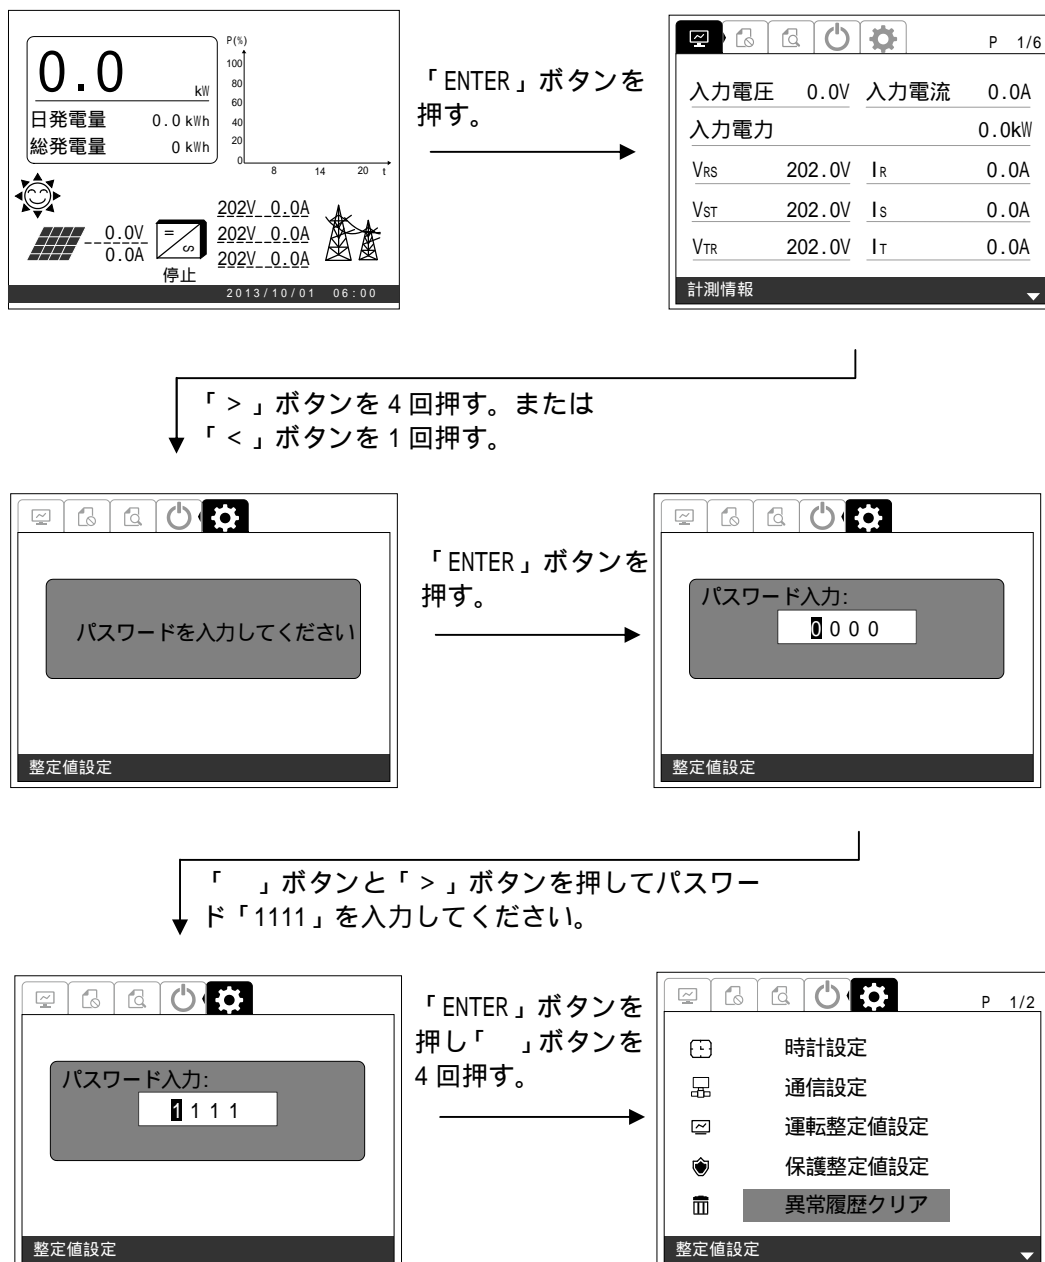 0.0 kW
日発電量 0.0 kWh
総発電量 0 kWh
P(%)
100
80
60
40
20
0
8 14 20 t
0.0V
0.0A
停止
202V 0.0A
202V 0.0A
202V 0.0A
2013/10/01 06:00
「ENTER」ボタンを
押す。
P 1/6
入力電圧 0.0V 入力電流 0.0A
入力電力 0.0kW
VRS 202.0V IR 0.0A
VST 202.0V IS 0.0A
VTR 202.0V IT 0.0A
計測情報
「>」ボタンを4回押す。または
「<」ボタンを1回押す。
パスワードを入力してください
整定値設定
「ENTER」ボタンを
押す。
パスワード入力:
0 0 0 0
整定値設定
「 」ボタンと「>」ボタンを押してパスワー
ド「1111」を入力してください。
パスワード入力:
1 1 1 1
整定値設定
「ENTER」ボタンを
押し「 」ボタンを
4回押す。
P 1/2
時計設定
通信設定
運転整定値設定
保護整定値設定
異常履歴クリア
整定値設定